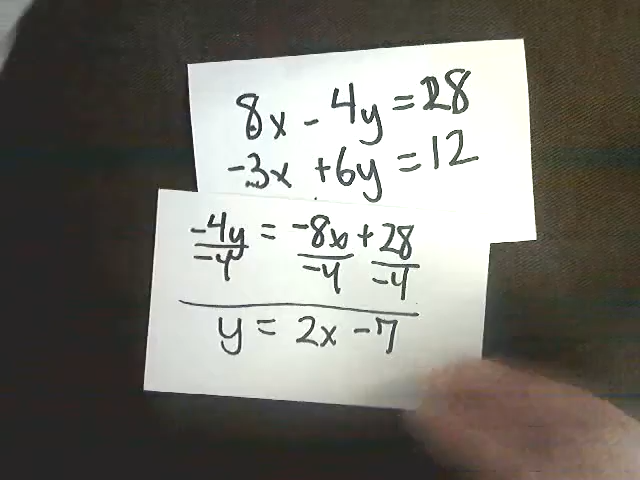 8x - 4y = 28
-3x + 6y = 12
-4y = -8x + 28
-4 -4 -4
y = 2x - 7